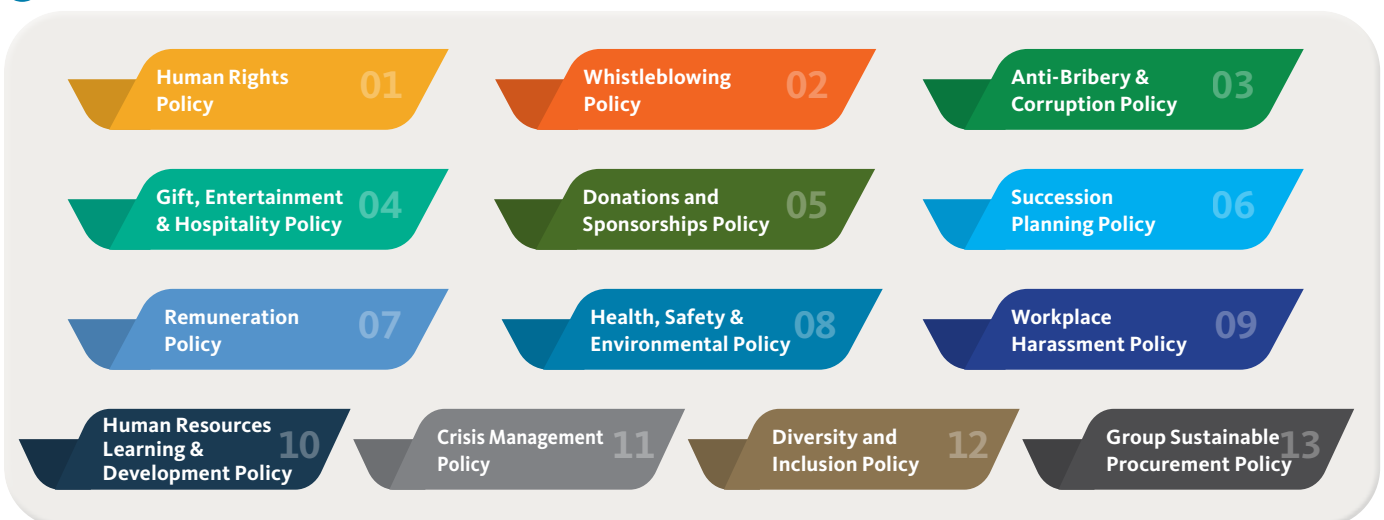 Human Rights
Policy
01
Whistleblowing
Policy
02
Anti-Bribery &
Corruption Policy
03
Gift, Entertainment
& Hospitality Policy
04
Donations and
Sponsorships Policy
05
Succession
Planning Policy
06
Remuneration
Policy
07
Health, Safety &
Environmental Policy
08
Workplace
Harassment Policy
09
Human Resources
Learning &
Development Policy
10
Crisis Management
Policy
11
Diversity and
Inclusion Policy
12
Group Sustainable
Procurement Policy
13